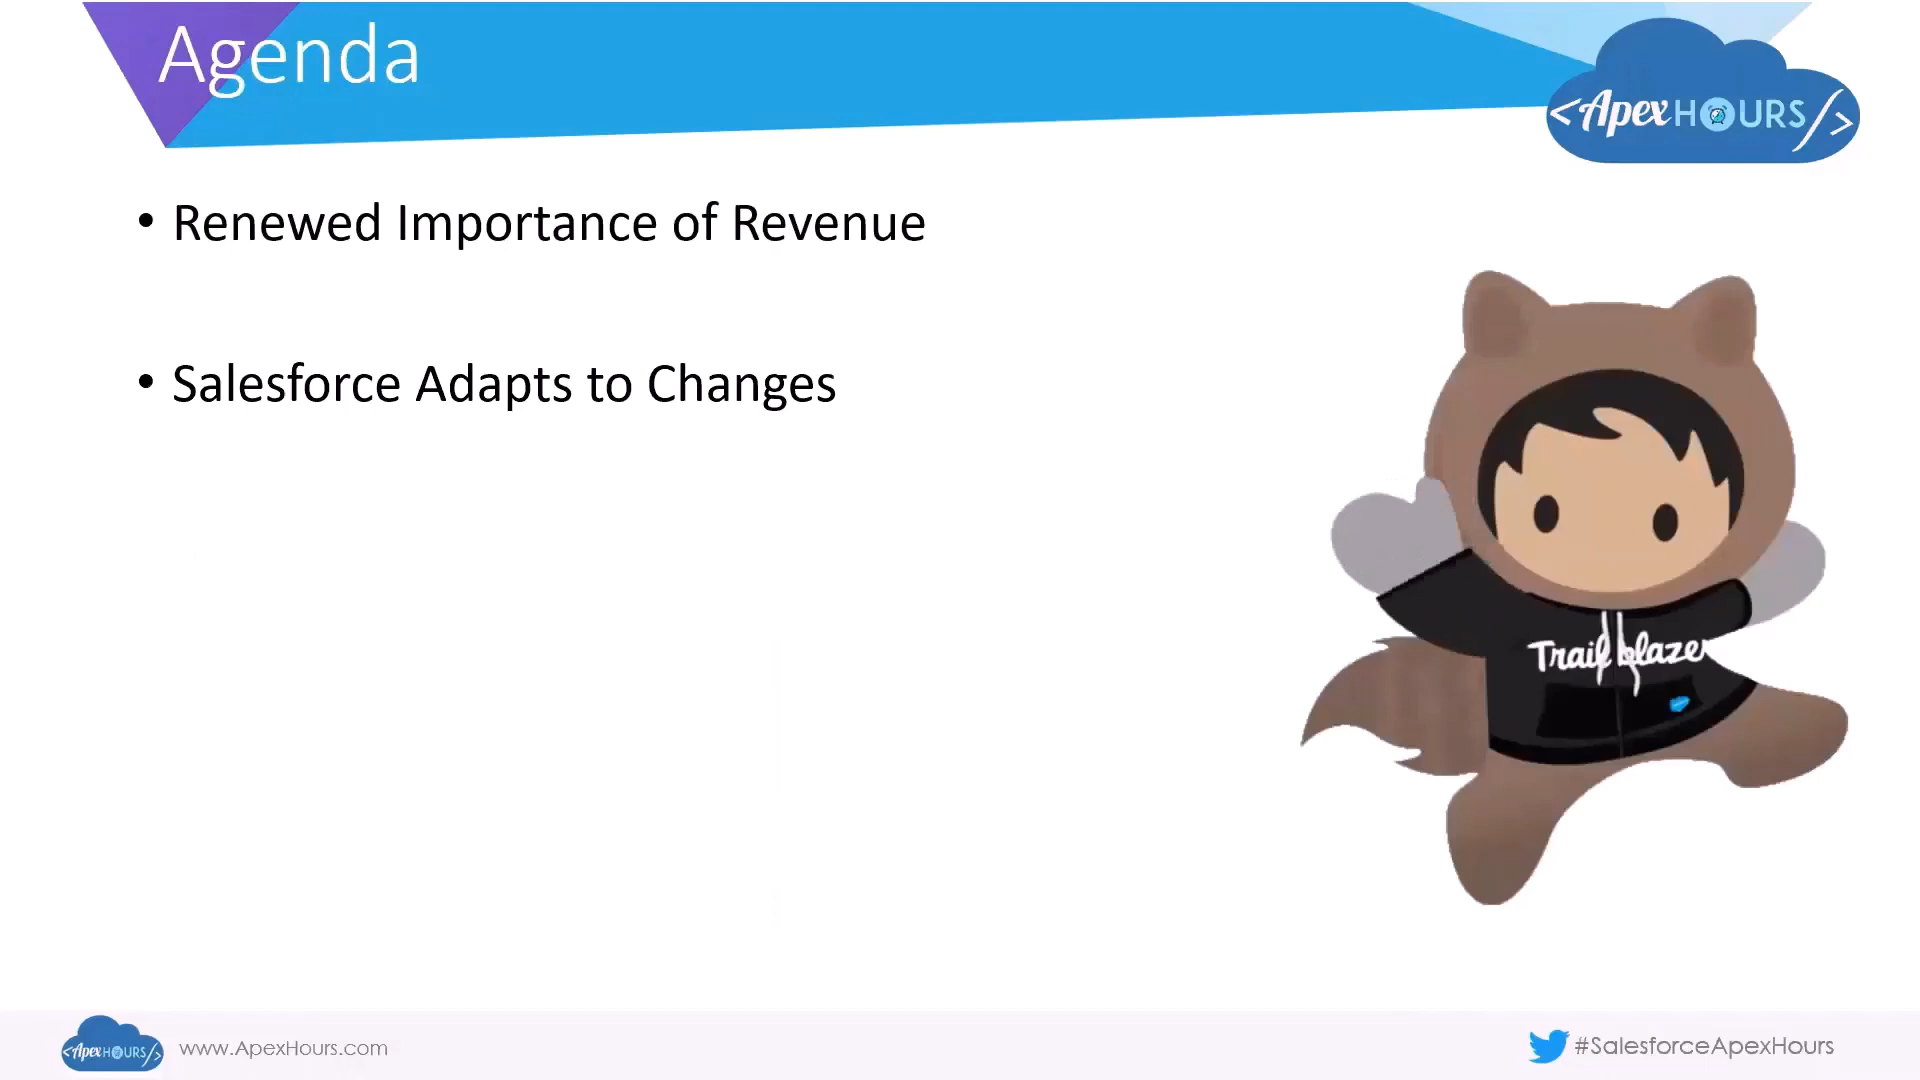 Agenda
<ApexHOURS/>
• Renewed Importance of Revenue
• Salesforce Adapts to Changes
Trailblazer
<ApexHOURS/>
www.ApexHours.com
#SalesforceApexHours